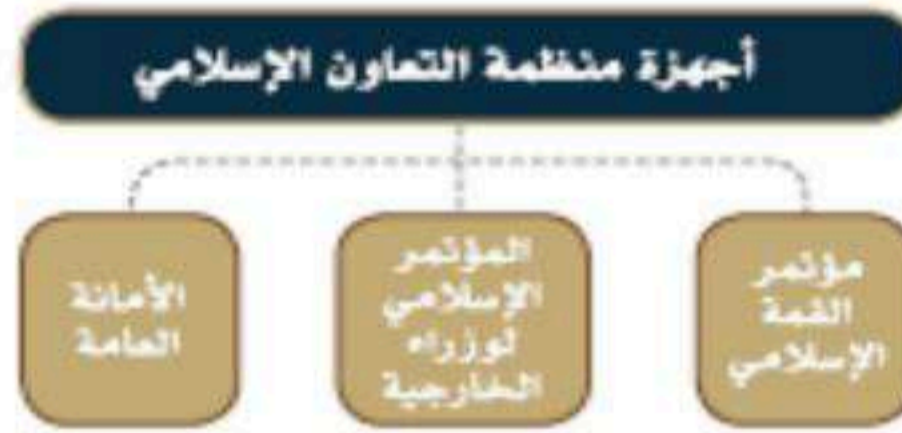 أجهزة منظمة التعاون الإسلامي
مؤتمر
القمة
الإسلامي
المؤتمر
الإسلامي
لوزراء
الخارجية
الأمانة
العامة